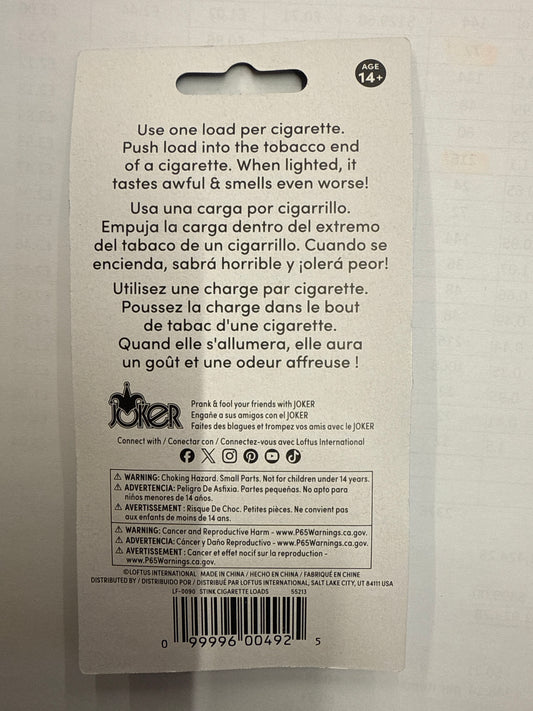 AGE
14+
Use one load per cigarette.
Push load into the tobacco end
of a cigarette. When lighted, it
tastes awful & smells even worse!
Usa una carga por cigarrillo.
Empuja la carga dentro del extremo
del tabaco de un cigarrillo. Cuando se
encienda, sabrá horrible y ¡olerá peor!
Utilisez une charge par cigarette.
Poussez la charge dans le bout
de tabac d'une cigarette.
Quand elle s'allumera, elle aura
un goût et une odeur affreuse !
JOKER
Prank & fool your friends with JOKER
Engañe a sus amigos con el JOKER
Faites des blagues et trompez vos amis avec le JOKER
Connect with / Conectar con / Connectez-vous avec Loftus International
⚠ WARNING: Choking Hazard. Small Parts. Not for children under 14 years.
⚠ ADVERTENCIA: Peligro De Asfixia. Partes pequeñas. No apto para
niños menores de 14 años.
⚠ AVERTISSEMENT : Risque De Choc. Petites pièces. Ne convient pas
aux enfants de moins de 14 ans.
⚠ WARNING: Cancer and Reproductive Harm - www.P65Warnings.ca.gov.
⚠ ADVERTENCIA: Cáncer y Daño Reproductivo - www.P65Warnings.ca.gov.
⚠ AVERTISSEMENT : Cancer et effet nocif sur la reproduction -
www.P65Warnings.ca.gov.
©LOFTUS INTERNATIONAL MADE IN CHINA / HECHO EN CHINA / FABRIQUÉ EN CHINE
DISTRIBUTED BY / DISTRIBUIDO POR / DISTRIBUÉ PAR LOFTUS INTERNATIONAL, SALT LAKE CITY, UT 84111 USA
LF-0090 STINK CIGARETTE LOADS 55213
0 99996 00492 5